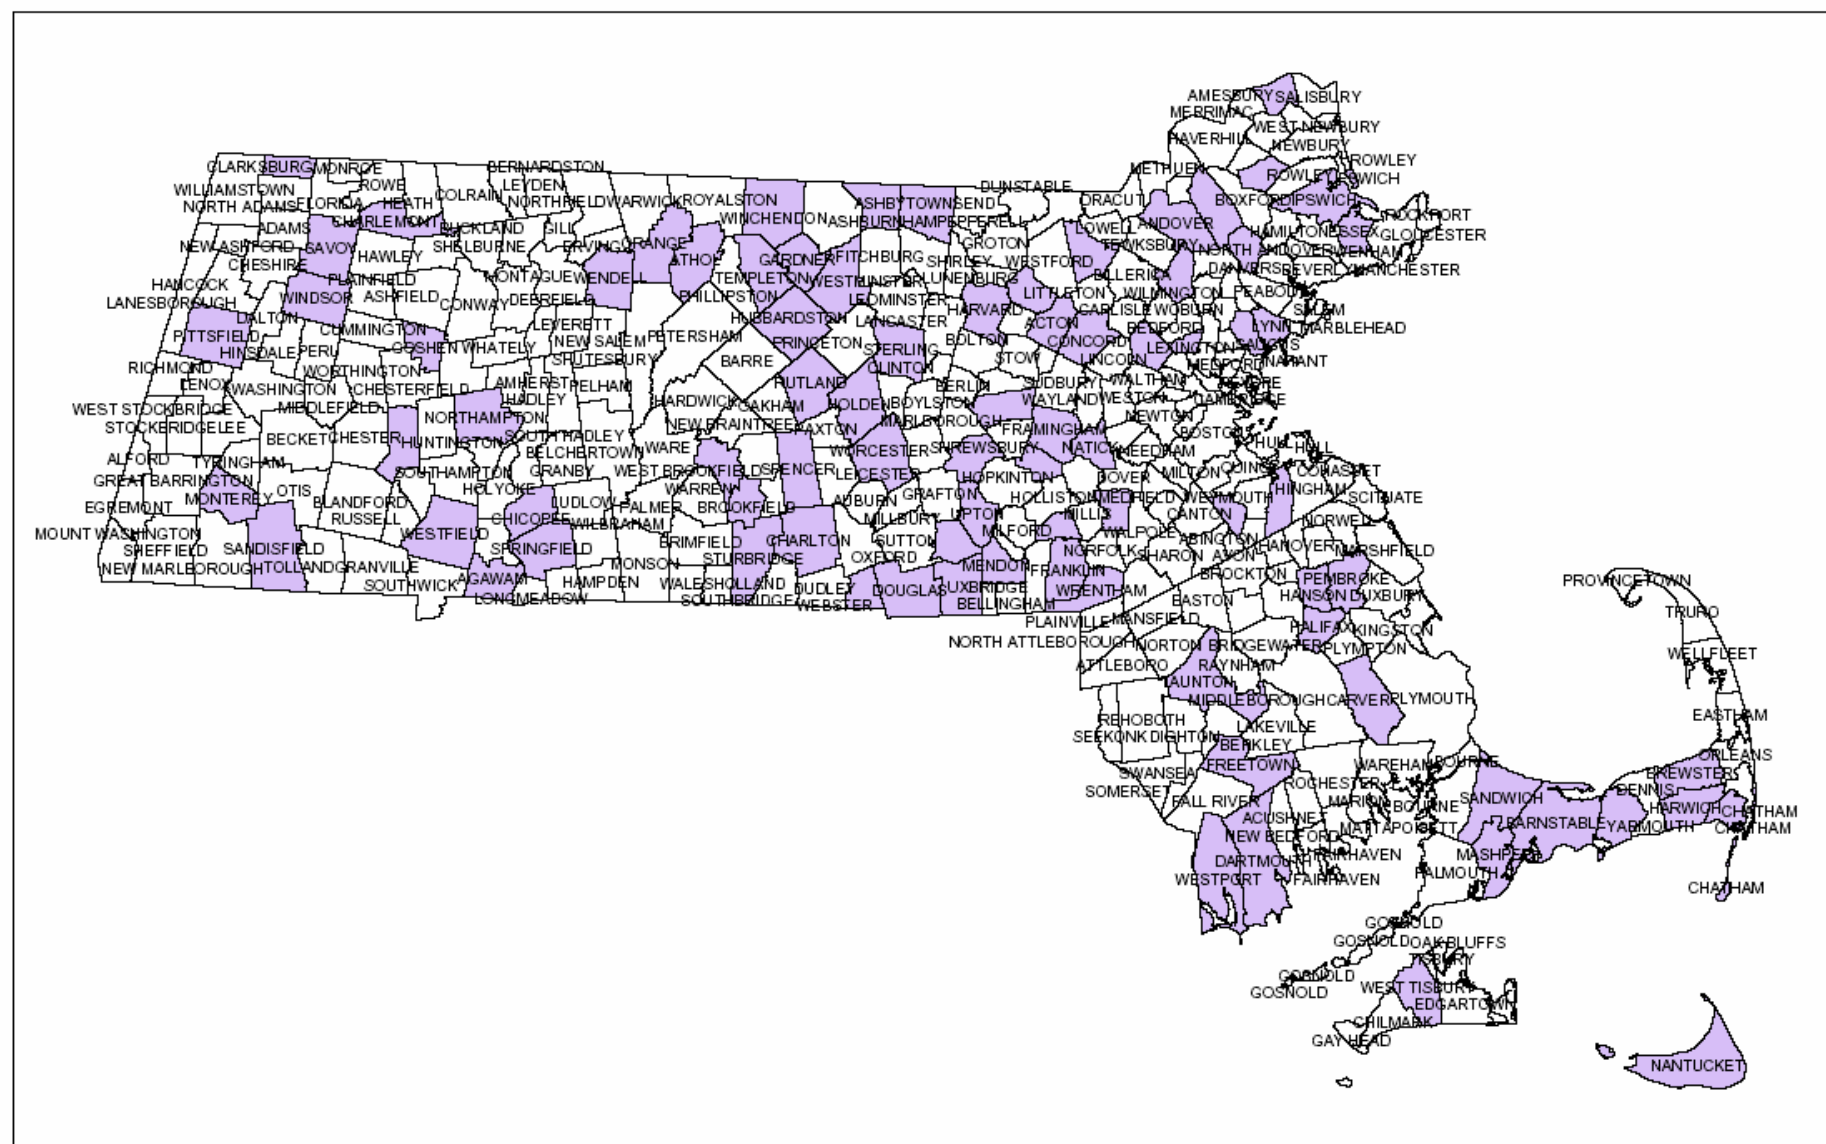 AMESBURY SALISBURY
MERRIMAC
WEST NEWBURY
HAVERHILL
NEWBURY
CLARKSBURG MONROE BERNARDSTON METHUEN ROWLEY
ROWE LEYDEN ROWLEY IPSWICH
WILLIAMSTOWN HEATH COLRAIN DUNSTABLE
NORTH ADAMS FLORIDA NORTHFIELD WARWICK ROYALSTON ASHBY TOWNSEND DRACUT BOXFORD IPSWICH
CHARLEMONT WINCHENDON ASHBURNHAM PEPPERELL ANDOVER ROCKPORT
ADAMS BUCKLAND GILL LOWELL HAMILTON ESSEX GLOUCESTER
NEW ASHFORD SAVOY SHELBURNE ERVING ORANGE GROTON TEWKSBURY NORTH ANDOVER WENHAM
CHESHIRE HAWLEY ATHOL GARDNER FITCHBURG SHIRLEY WESTFORD DANVERS BEVERLY MANCHESTER
HANCOCK PLAINFIELD MONTAGUE WENDELL TEMPLETON WESTMINSTER LUNENBURG BILLERICA
LANESBOROUGH WINDSOR ASHFIELD CONWAY DEERFIELD PHILLIPSTON LEOMINSTER LITTLETON WILMINGTON PEABODY
DALTON HARVARD CARLISLE WOBURN SALEM
CUMMINGTON LEVERETT HUBBARDSTON LANCASTER ACTON BEDFORD LYNN MARBLEHEAD
PITTSFIELD GOSHEN WHATELY NEW SALEM PETERSHAM PRINCETON STERLING BOLTON CONCORD LEXINGTON SAUGUS
HINSDALE PERU SHUTESBURY BARRE CLINTON STOW LINCOLN MEDFORD NAHANT
RICHMOND WORTHINGTON
LENOX WASHINGTON CHESTERFIELD AMHERST PELHAM RUTLAND BERLIN SUDBURY WALTHAM REVERE
WEST STOCKBRIDGE MIDDLEFIELD HADLEY HARDWICK OAKHAM HOLDEN BOYLSTON WAYLAND WESTON CAMBRIDGE
STOCKBRIDGE LEE NORTHAMPTON NEW BRAINTREE PAXTON MARLBOROUGH NEWTON
BECKET CHESTER HUNTINGTON SOUTH HADLEY WARE FRAMINGHAM BOSTON HULL
ALFORD TYRINGHAM BELCHERTOWN WORCESTER SHREWSBURY NATICK NEEDHAM HULL
GREAT BARRINGTON SOUTHAMPTON GRANBY WEST BROOKFIELD SPENCER LEICESTER HOPKINTON DOVER MILTON QUINCY COHASSET
MONTEREY OTIS HOLYOKE WARREN AUBURN GRAFTON HOLLISTON MEDFIELD WEYMOUTH HINGHAM SCITUATE
EGREMONT BLANDFORD LUDLOW PALMER BROOKFIELD UPTON MILLIS CANTON
RUSSELL CHICOPEE WILBRAHAM MILLBURY NORWELL
MOUNT WASHINGTON WESTFIELD BRIMFIELD CHARLTON SUTTON MILFORD WALPOLE ABINGTON
SHEFFIELD SANDISFIELD SPRINGFIELD STURBRIDGE OXFORD NORFOLK SHARON AVON HANOVER MARSHFIELD
NEW MARLBOROUGH TOLLAND GRANVILLE MONSON MENDON FRANKLIN BROCKTON PEMBROKE
SOUTHWICK AGAWAM HAMPDEN WALES HOLLAND DUDLEY DOUGLAS UXBRIDGE WRENTHAM HANSON DUXBURY
LONGMEADOW SOUTHBRIDGE WEBSTER BELLINGHAM EASTON
PROVINCETOWN
TRURO
PLAINVILLE MANSFIELD HALIFAX KINGSTON
NORTH ATTLEBOROUGH NORTON BRIDGEWATER PLYMPTON
WELLFLEET
ATTLEBORO RAYNHAM
TAUNTON
MIDDLEBOROUGH CARVER PLYMOUTH
REHOBOTH LAKEVILLE EASTHAM
SEEKONK DIGHTON BERKLEY
ORLEANS
SWANSEA FREETOWN WAREHAM BOURNE BREWSTER
SOMERSET ROCHESTER DENNIS
FALL RIVER MARION BOURNE SANDWICH HARWICH CHATHAM
ACUSHNET MATTAPOISETT BARNSTABLE YARMOUTH CHATHAM
NEW BEDFORD
DARTMOUTH FAIRHAVEN MASHPEE
WESTPORT FAIRHAVEN FALMOUTH
CHATHAM
GOSNOLD
GOSNOLD OAK BLUFFS
TISBURY
GOSNOLD WEST TISBURY
GOSNOLD EDGARTOWN
CHILMARK
GAY HEAD
NANTUCKET